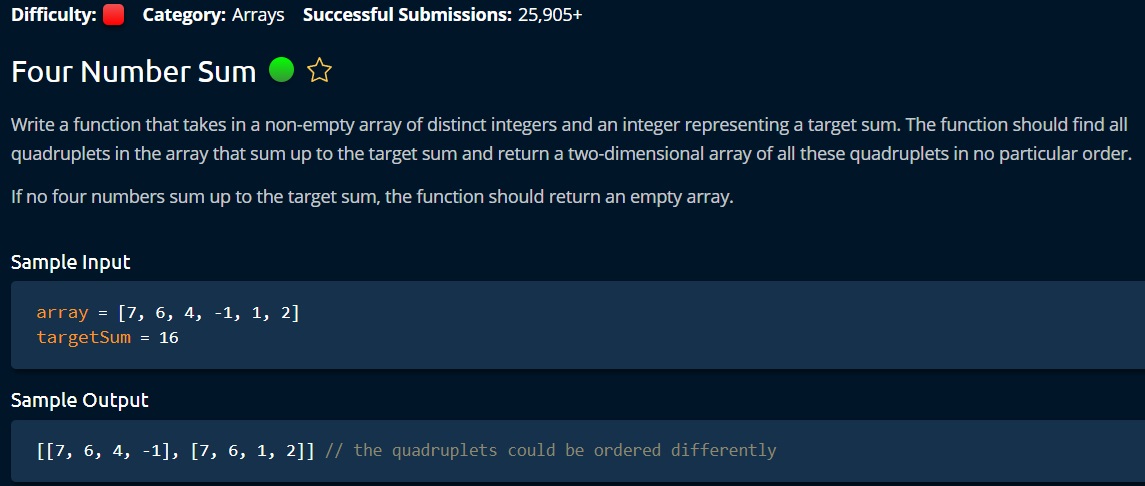 Difficulty: Category: Arrays Successful Submissions: 25,905+
Four Number Sum
Write a function that takes in a non-empty array of distinct integers and an integer representing a target sum. The function should find all
quadruplets in the array that sum up to the target sum and return a two-dimensional array of all these quadruplets in no particular order.
If no four numbers sum up to the target sum, the function should return an empty array.
Sample Input
array = [7, 6, 4, -1, 1, 2]
targetSum = 16
Sample Output
[[7, 6, 4, -1], [7, 6, 1, 2]] // the quadruplets could be ordered differently